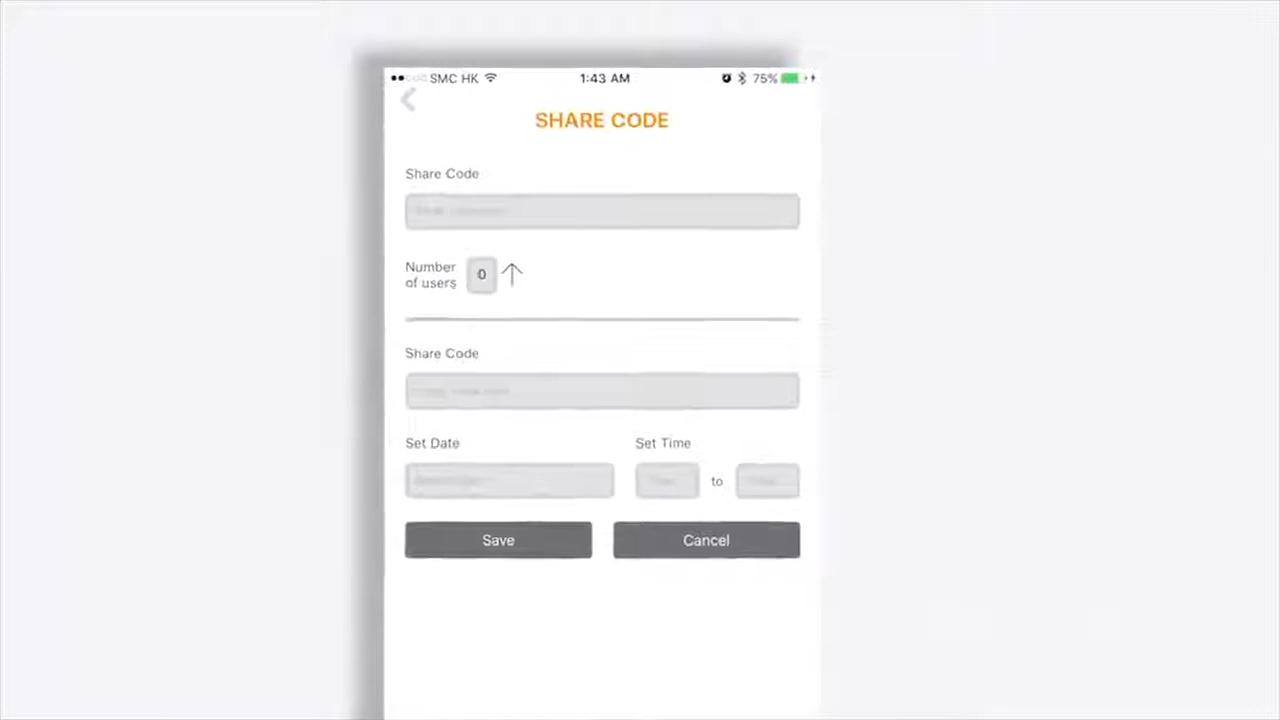 SMC HK
1:43 AM
75%
SHARE CODE
Share Code
Number
of users
0
Share Code
Set Date
Set Time
to
Save
Cancel